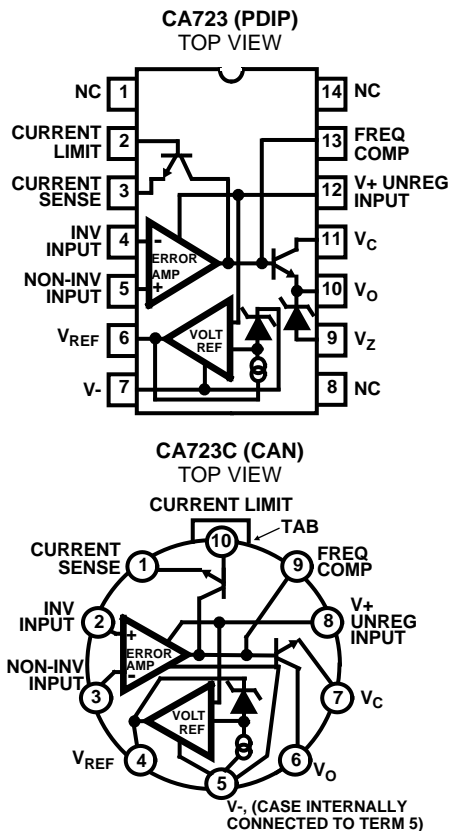 CA723 (PDIP)
TOP VIEW
NC 1
14 NC
CURRENT LIMIT 2
13 FREQ COMP
CURRENT SENSE 3
12 V+ UNREG INPUT
INV INPUT 4
11 VC
NON-INV INPUT 5
10 VO
VREF 6
9 VZ
V- 7
8 NC
-
ERROR AMP
+
VOLT REF
CA723C (CAN)
TOP VIEW
CURRENT LIMIT
10
TAB
CURRENT SENSE
1
9
FREQ COMP
INV INPUT
2
8
V+ UNREG INPUT
+
ERROR AMP
-
NON-INV INPUT
3
7
VC
VOLT REF
VREF
4
6
VO
5
V-, (CASE INTERNALLY
CONNECTED TO TERM 5)